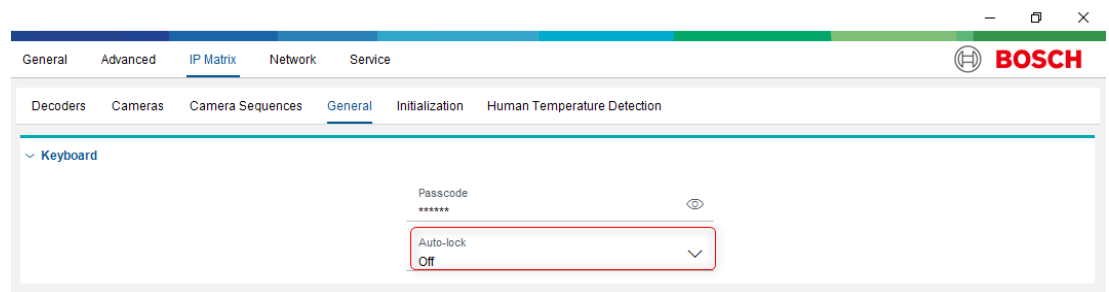 General Advanced IP Matrix Network Service BOSCH
Decoders Cameras Camera Sequences General Initialization Human Temperature Detection
Keyboard
Passcode
******
Auto-lock
Off